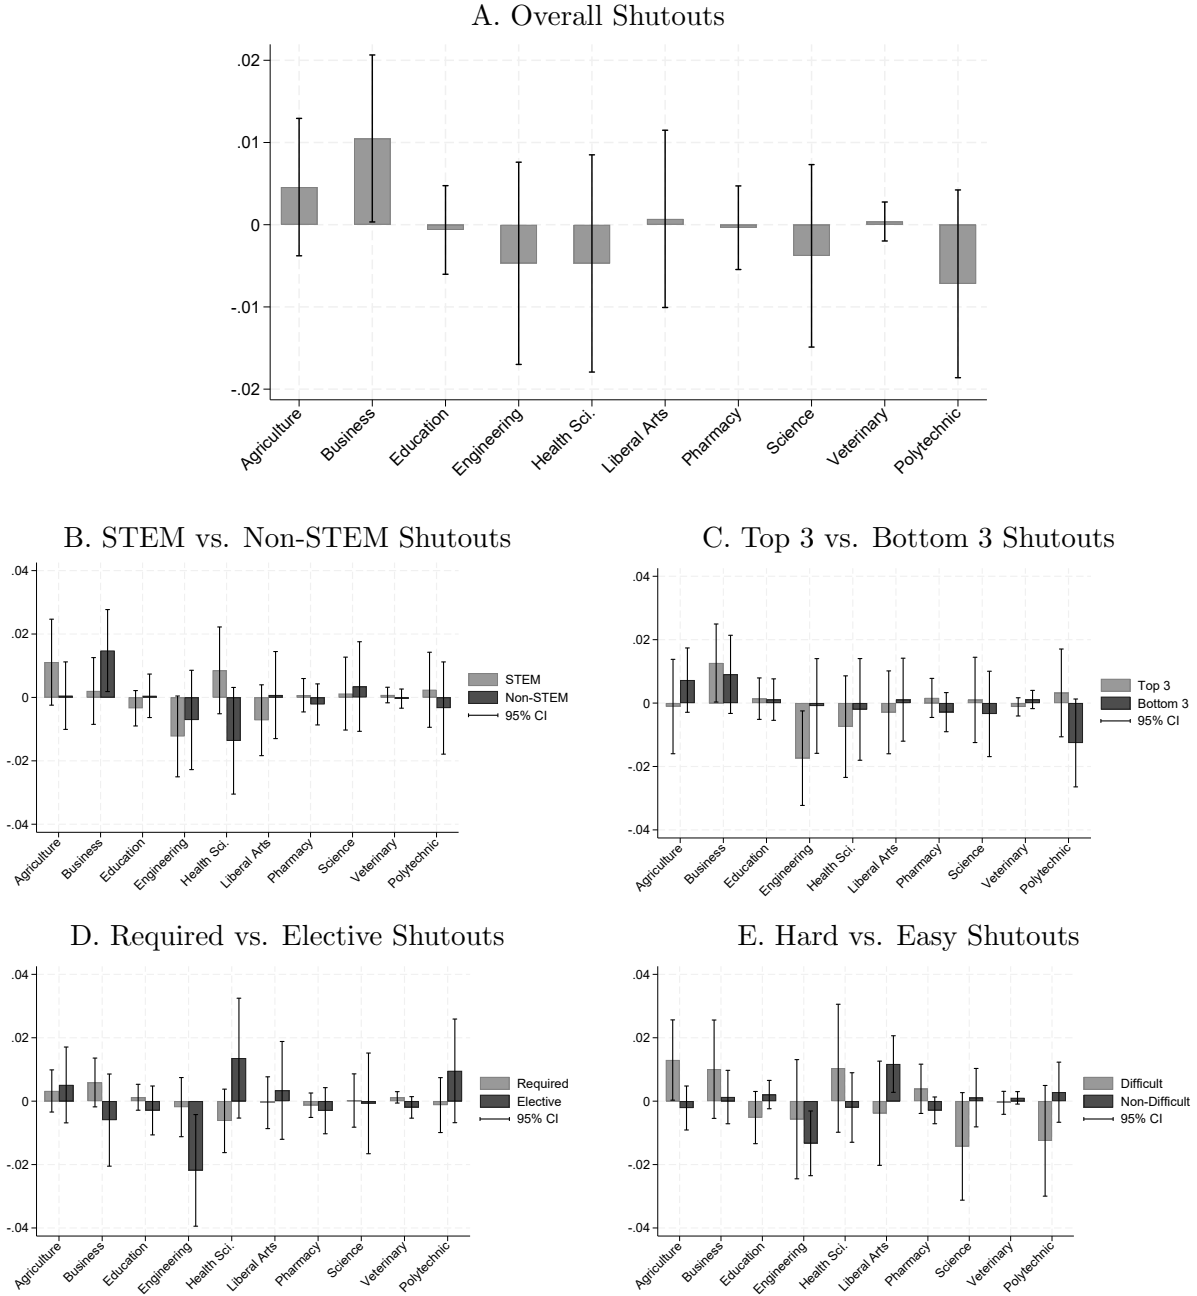 A. Overall Shutouts
.02
.01
0
-.01
-.02
Agriculture
Business
Education
Engineering
Health Sci.
Liberal Arts
Pharmacy
Science
Veterinary
Polytechnic
B. STEM vs. Non-STEM Shutouts
.04
.02
0
-.02
-.04
Agriculture
Business
Education
Engineering
Health Sci.
Liberal Arts
Pharmacy
Science
Veterinary
Polytechnic
STEM
Non-STEM
95% CI
C. Top 3 vs. Bottom 3 Shutouts
.04
.02
0
-.02
-.04
Agriculture
Business
Education
Engineering
Health Sci.
Liberal Arts
Pharmacy
Science
Veterinary
Polytechnic
Top 3
Bottom 3
95% CI
D. Required vs. Elective Shutouts
.04
.02
0
-.02
-.04
Agriculture
Business
Education
Engineering
Health Sci.
Liberal Arts
Pharmacy
Science
Veterinary
Polytechnic
Required
Elective
95% CI
E. Hard vs. Easy Shutouts
.04
.02
0
-.02
-.04
Agriculture
Business
Education
Engineering
Health Sci.
Liberal Arts
Pharmacy
Science
Veterinary
Polytechnic
Difficult
Non-Difficult
95% CI